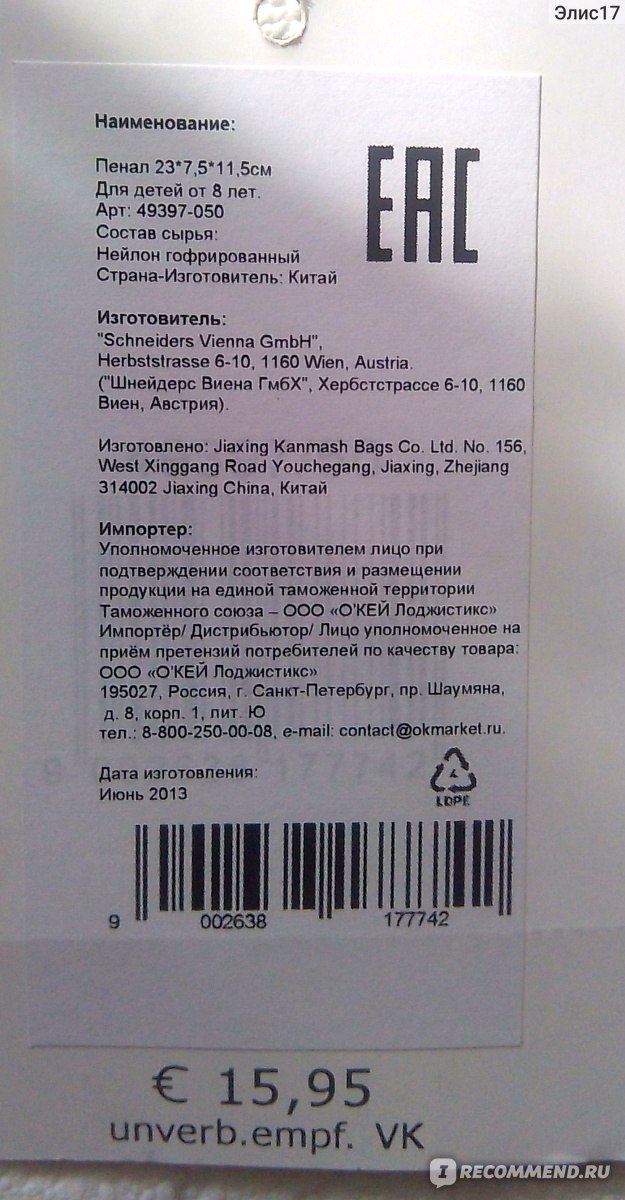 Элис17
Наименование:
EAC
Пенал 23*7,5*11,5см
Для детей от 8 лет.
Арт: 49397-050
Состав сырья:
Нейлон гофрированный
Страна-Изготовитель: Китай
Изготовитель:
"Schneiders Vienna GmbH",
Herbststrasse 6-10, 1160 Wien, Austria.
("Шнейдерс Виена ГмбХ", Хербстстрассе 6-10, 1160
Виен, Австрия).
Изготовлено: Jiaxing Kanmash Bags Co. Ltd. No. 156,
West Xinggang Road Youchegang, Jiaxing, Zhejiang
314002 Jiaxing China, Китай
Импортер:
Уполномоченное изготовителем лицо при
подтверждении соответствия и размещении
продукции на единой таможенной территории
Таможенного союза – ООО «О'КЕЙ Лоджистикс»
Импортёр/ Дистрибьютор/ Лицо уполномоченное на
приём претензий потребителей по качеству товара:
ООО «О'КЕЙ Лоджистикс»
195027, Россия, г. Санкт-Петербург, пр. Шаумяна,
д. 8, корп. 1, лит. Ю
тел.: 8-800-250-00-08, e-mail: contact@okmarket.ru.
Дата изготовления:
Июнь 2013
4
LDPE
9 002638 177742
€ 15,95
unverb.empf. VK
IRECOMMEND.RU